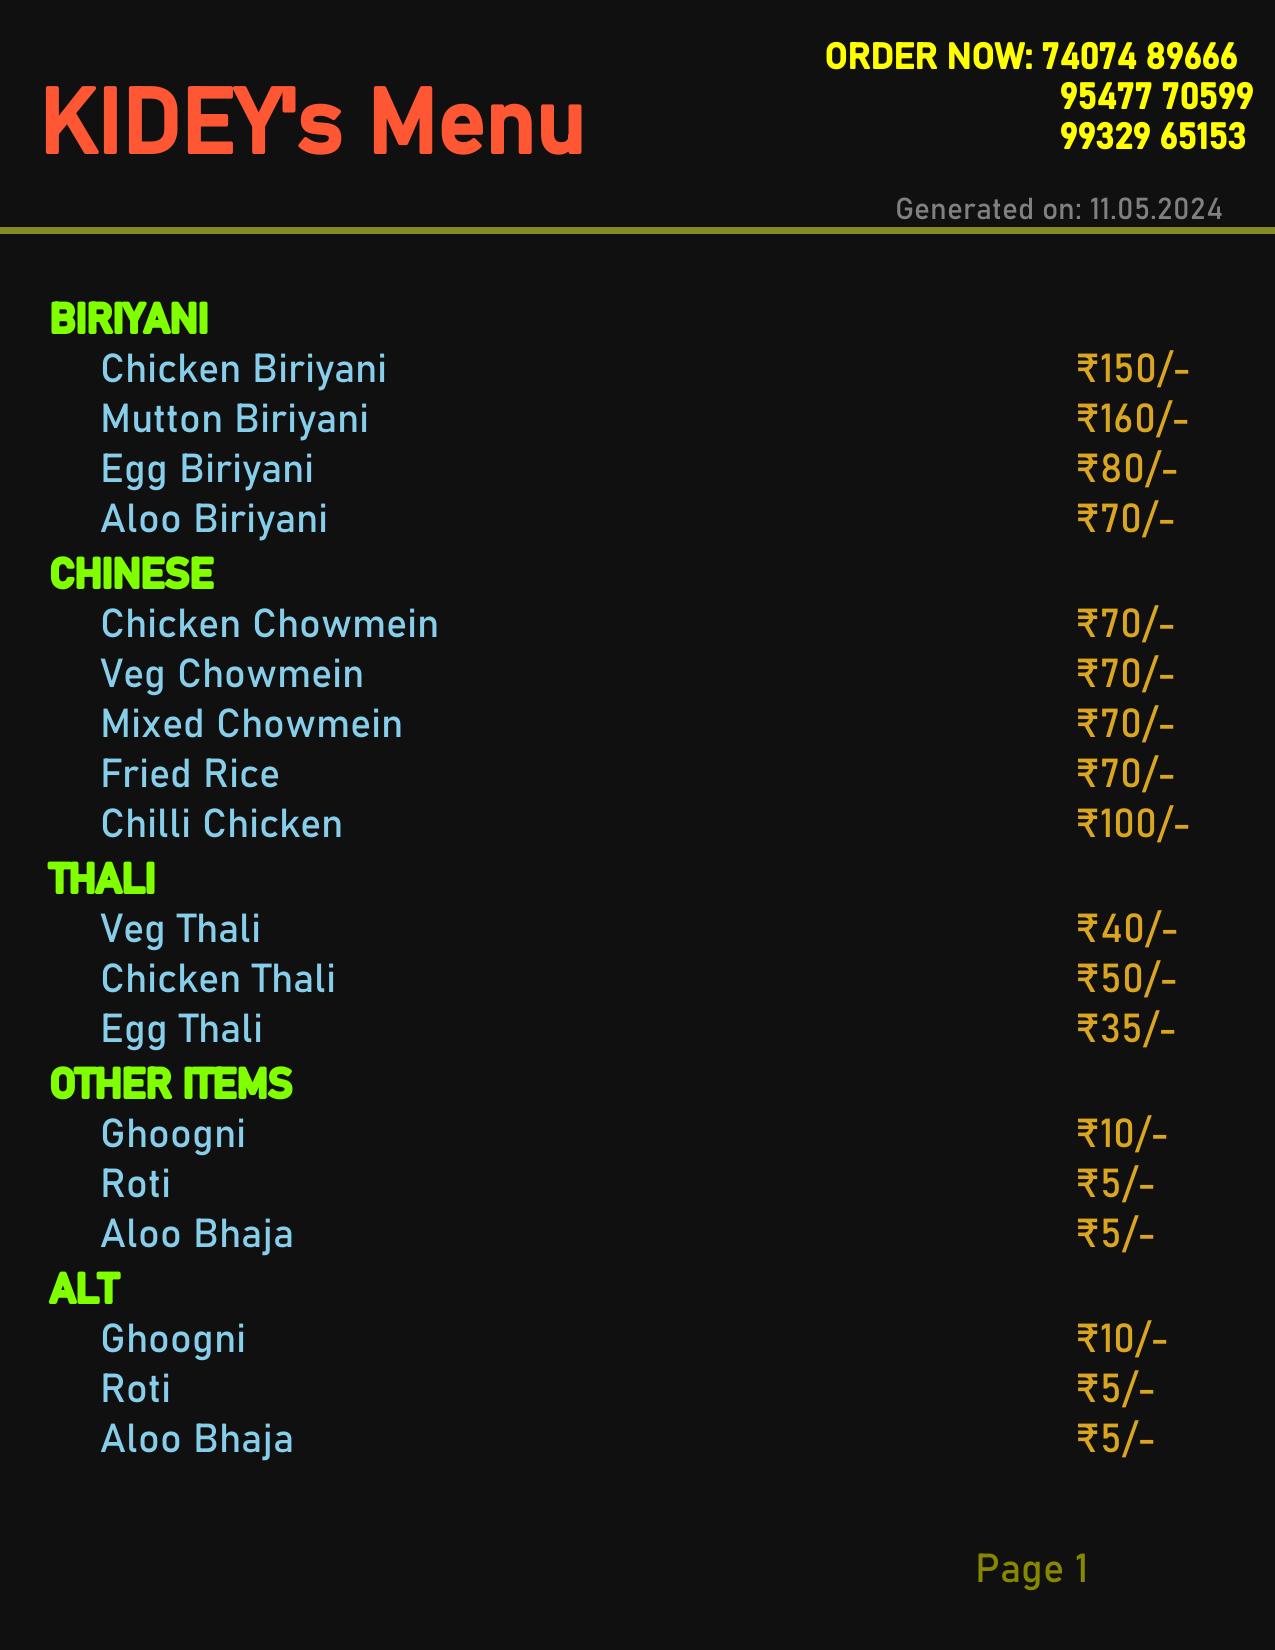 KIDEY's Menu
ORDER NOW: 74074 89666
95477 70599
99329 65153
Generated on: 11.05.2024
BIRIYANI
Chicken Biriyani ₹150/-
Mutton Biriyani ₹160/-
Egg Biriyani ₹80/-
Aloo Biriyani ₹70/-
CHINESE
Chicken Chowmein ₹70/-
Veg Chowmein ₹70/-
Mixed Chowmein ₹70/-
Fried Rice ₹70/-
Chilli Chicken ₹100/-
THALI
Veg Thali ₹40/-
Chicken Thali ₹50/-
Egg Thali ₹35/-
OTHER ITEMS
Ghoogni ₹10/-
Roti ₹5/-
Aloo Bhaja ₹5/-
ALT
Ghoogni ₹10/-
Roti ₹5/-
Aloo Bhaja ₹5/-
Page 1